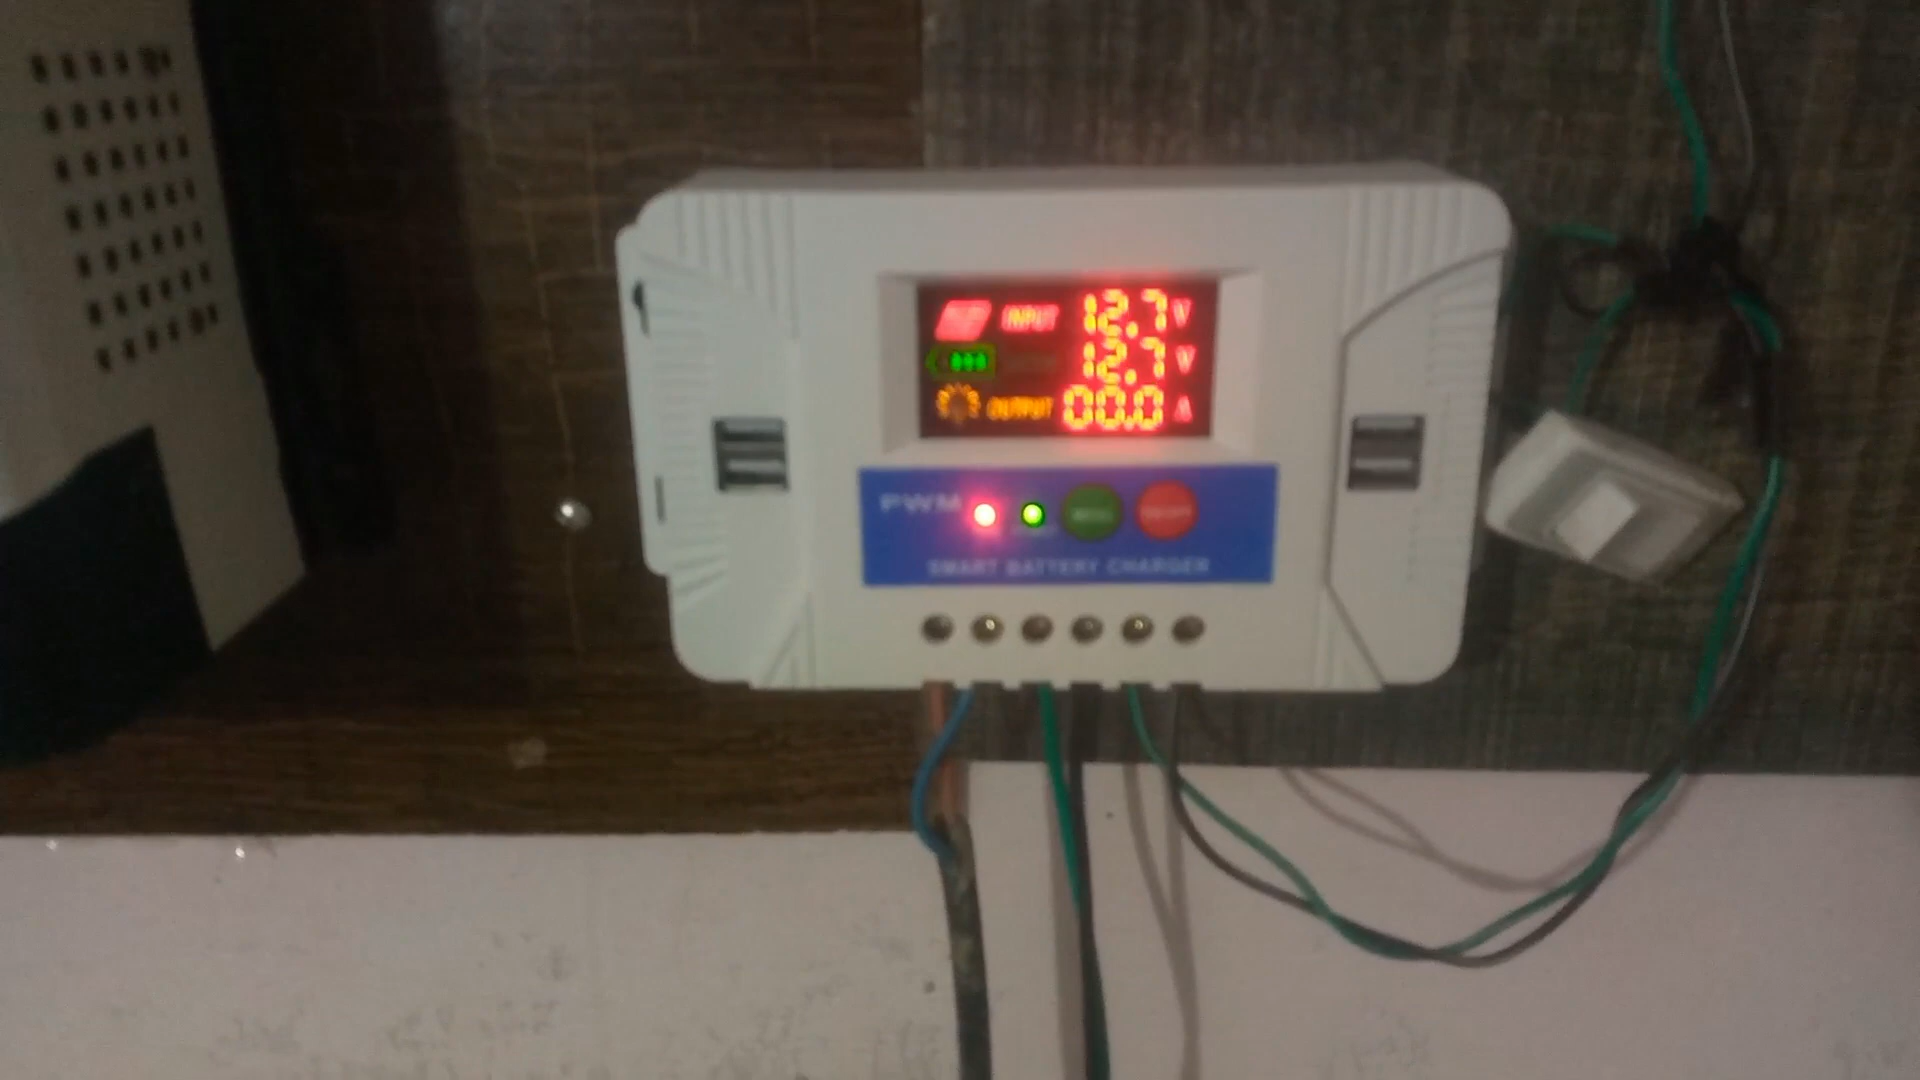 INPUT 12.7 V
12.7 V
OUTPUT 00.0 A
PWM
SMART BATTERY CHARGER